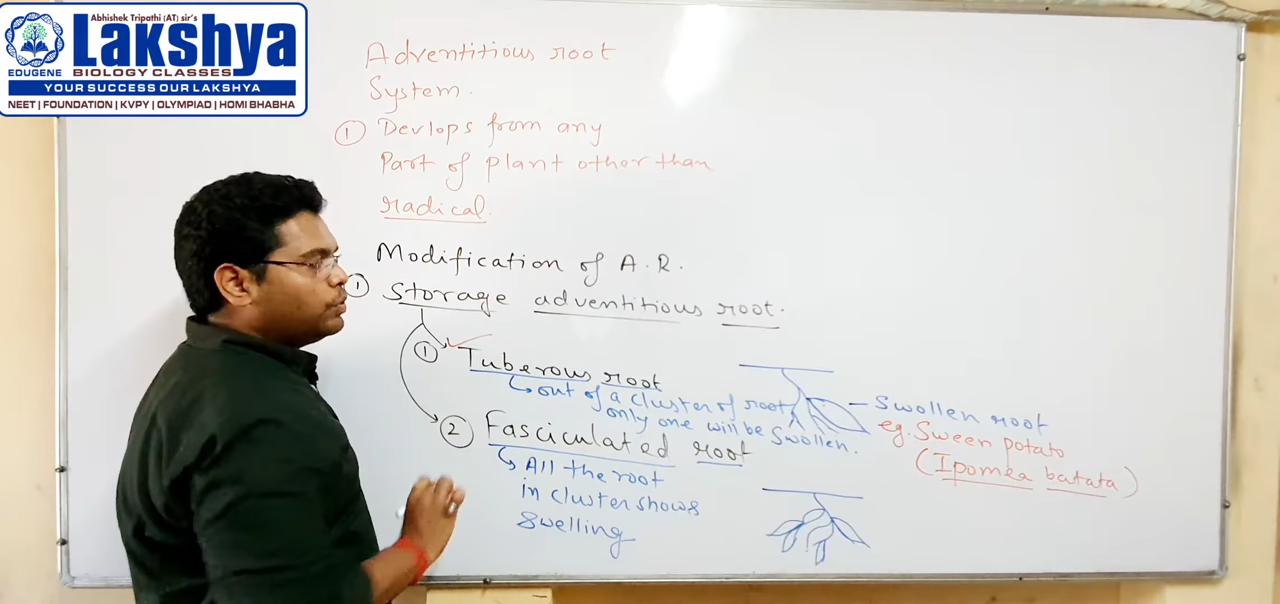 Abhishek Tripathi (AT) sir's
Lakshya
EDUGENE
BIOLOGY CLASSES
YOUR SUCCESS OUR LAKSHYA
NEET | FOUNDATION | KVPY | OLYMPIAD | HOMI BHABHA
Adventitious root
System.
① Devlops from any
Part of plant other than
radical.
Modification of A.R.
① Storage adventitious root.
① Tuberous root
out of a cluster of root
only one will be swollen.
Swollen root
eg. Sween potato
(Ipomea batata)
② Fasciculated root
All the root
in cluster shows
swelling